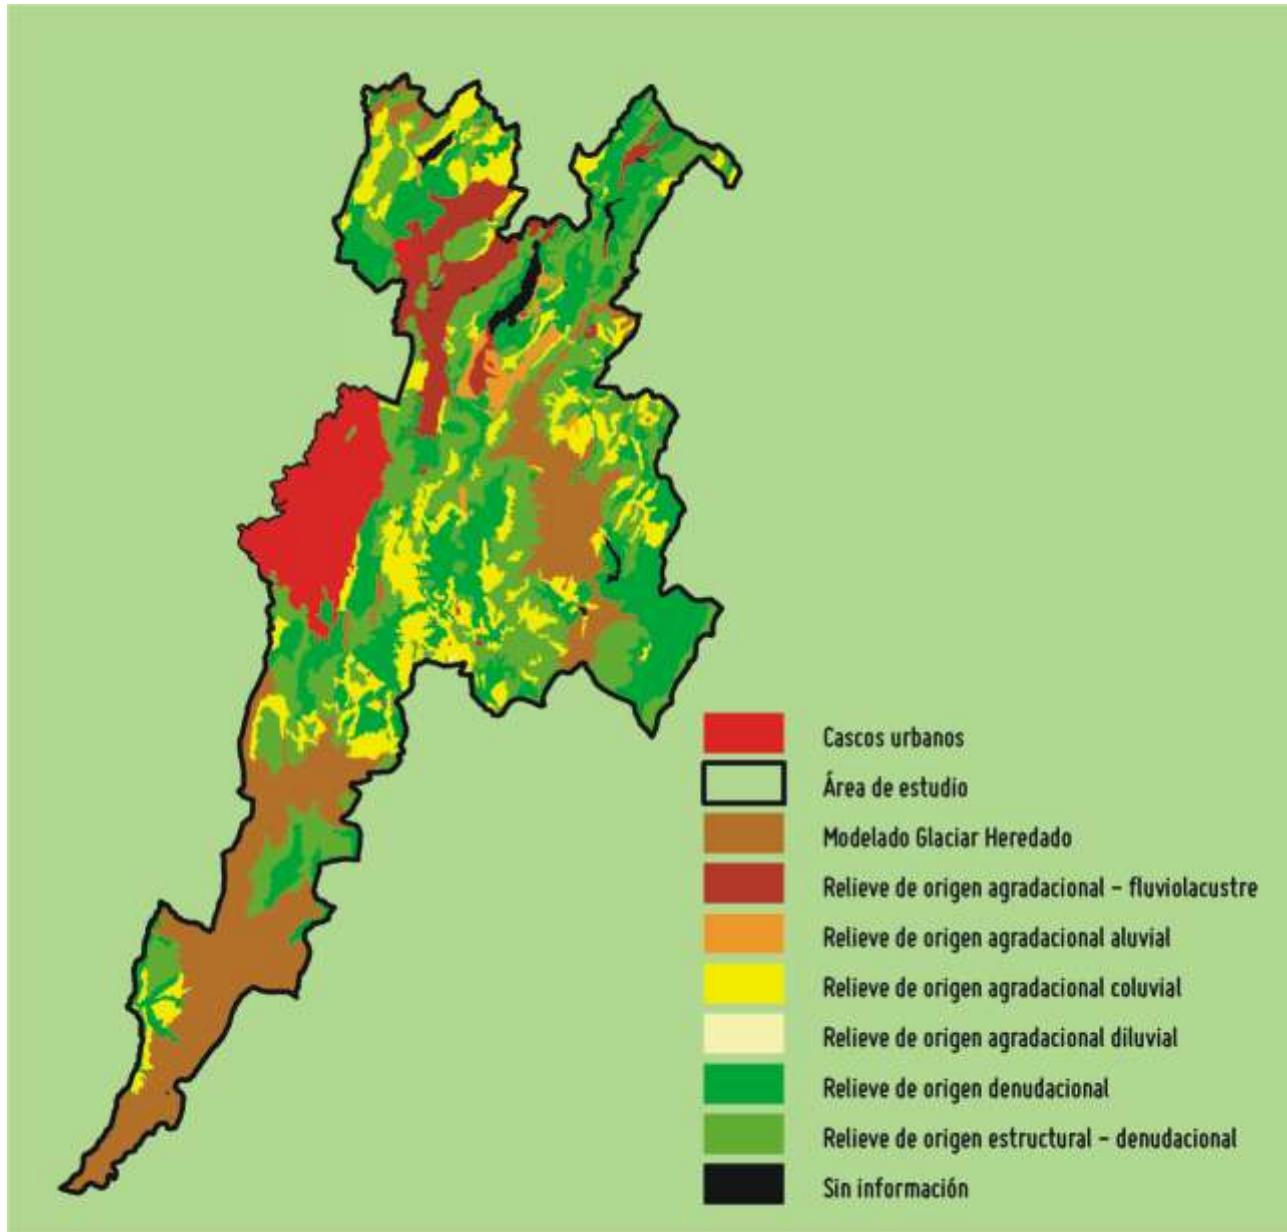 Cascos urbanos
Área de estudio
Modelado Glaciar Heredado
Relieve de origen agradacional - fluviolacustre
Relieve de origen agradacional aluvial
Relieve de origen agradacional coluvial
Relieve de origen agradacional diluvial
Relieve de origen denudacional
Relieve de origen estructural - denudacional
Sin información